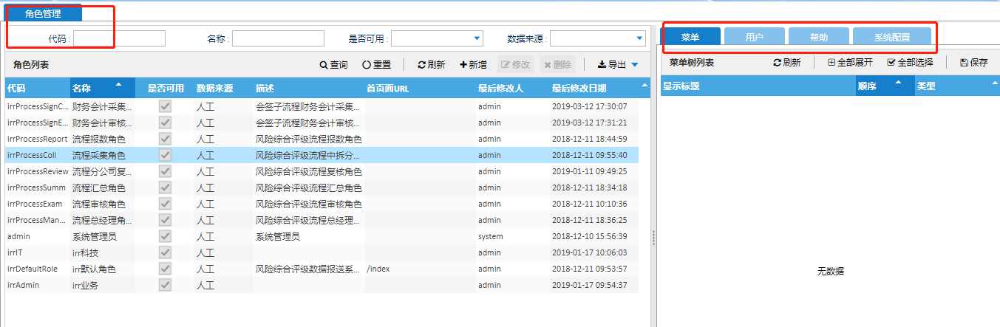 角色管理
代码 : 名称 : 是否可用 : 数据来源 :
角色列表 查询 重置 刷新 新增 修改 删除 导出
代码 名称 是否可用 数据来源 描述 首页面URL 最后修改人 最后修改日期
irrProcessSignC... 财务会计采集... 人工 会签子流程财务会计采集... admin 2019-03-12 17:30:07
irrProcessSignE... 财务会计审核... 人工 会签子流程财务会计审核... admin 2019-03-12 17:31:21
irrProcessReport 流程报数角色 人工 风险综合评级流程报数角色 admin 2018-12-11 18:44:59
irrProcessColl 流程采集角色 人工 风险综合评级流程中拆分... admin 2018-12-11 09:55:40
irrProcessReview 流程分公司复... 人工 风险综合评级流程复核角色 admin 2019-01-11 09:49:25
irrProcessSumm 流程汇总角色 人工 风险综合评级流程汇总角色 admin 2018-12-11 18:34:18
irrProcessExam 流程审核角色 人工 风险综合评级流程审核角色 admin 2018-12-11 10:10:36
irrProcessMan... 流程总经理角... 人工 风险综合评级流程总经理... admin 2018-12-11 18:36:25
admin 系统管理员 人工 系统管理员 system 2018-12-10 15:56:39
irrIT irr科技 人工 admin 2019-01-17 10:06:03
irrDefaultRole irr默认角色 人工 风险综合评级数据报送系... /index admin 2018-12-11 09:53:57
irrAdmin irr业务 人工 admin 2019-01-17 09:54:37
菜单 用户 帮助 系统配置
菜单树列表 刷新 全部展开 全部选择 保存
显示标题 顺序 类型
无数据